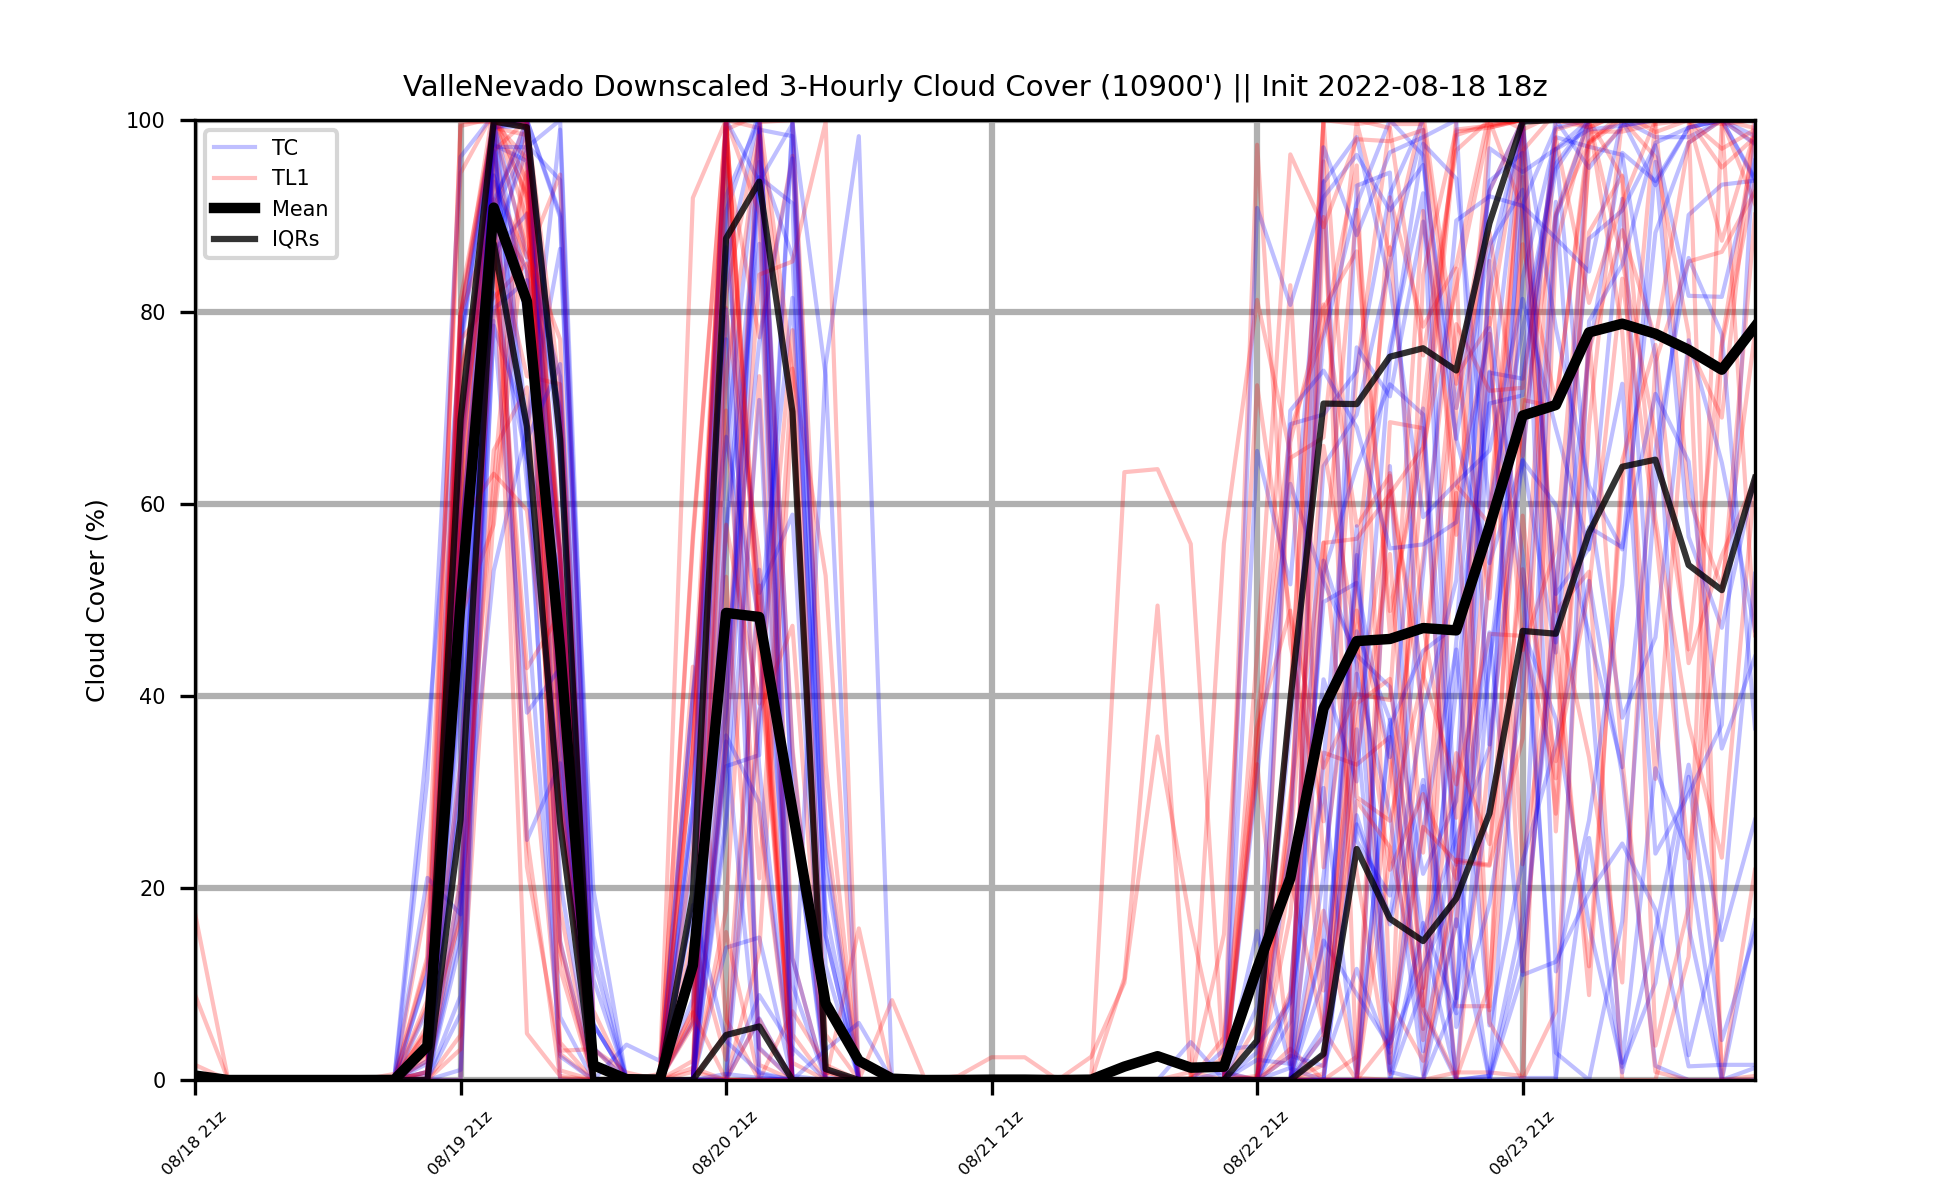 ValleNevado Downscaled 3-Hourly Cloud Cover (10900') || Init 2022-08-18 18z
100
80
60
40
20
0
Cloud Cover (%)
TC
TL1
Mean
IQRs
08/18 21z
08/19 21z
08/20 21z
08/21 21z
08/22 21z
08/23 21z